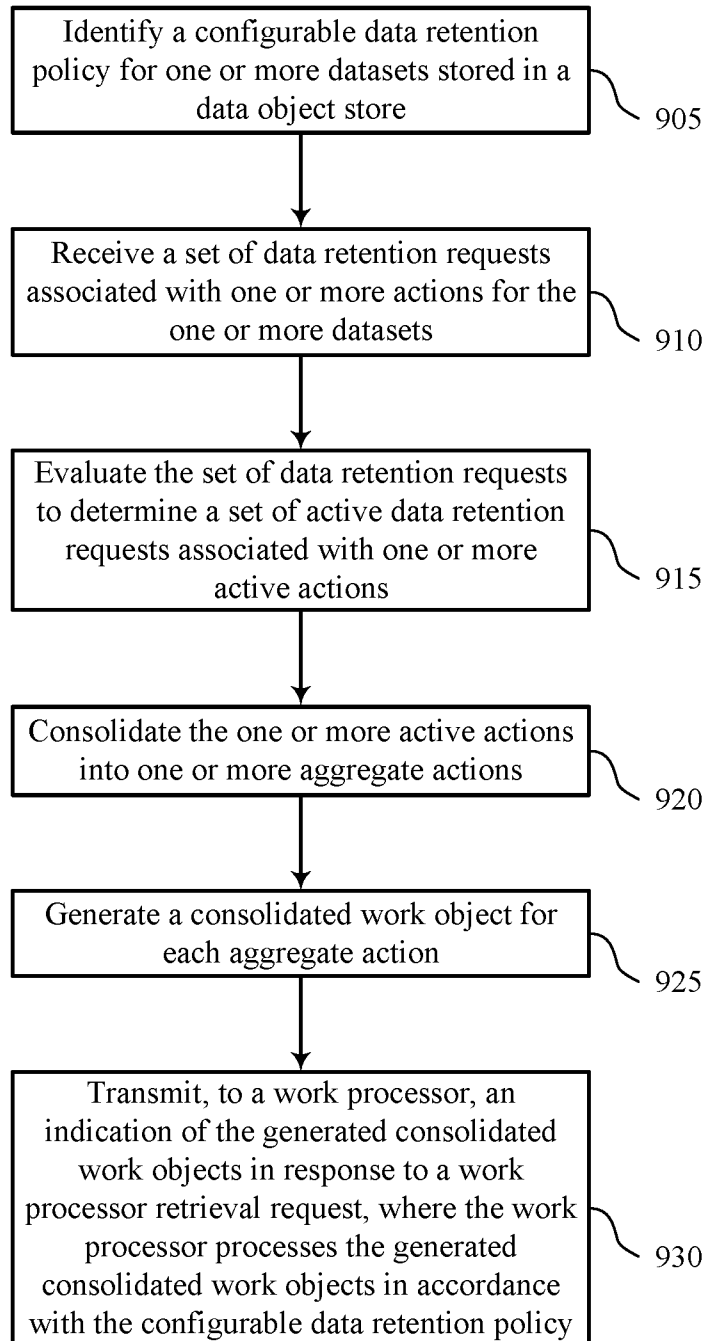 Identify a configurable data retention
policy for one or more datasets stored in a
data object store
905
Receive a set of data retention requests
associated with one or more actions for the
one or more datasets
910
Evaluate the set of data retention requests
to determine a set of active data retention
requests associated with one or more
active actions
915
Consolidate the one or more active actions
into one or more aggregate actions
920
Generate a consolidated work object for
each aggregate action
925
Transmit, to a work processor, an
indication of the generated consolidated
work objects in response to a work
processor retrieval request, where the work
processor processes the generated
consolidated work objects in accordance
with the configurable data retention policy
930